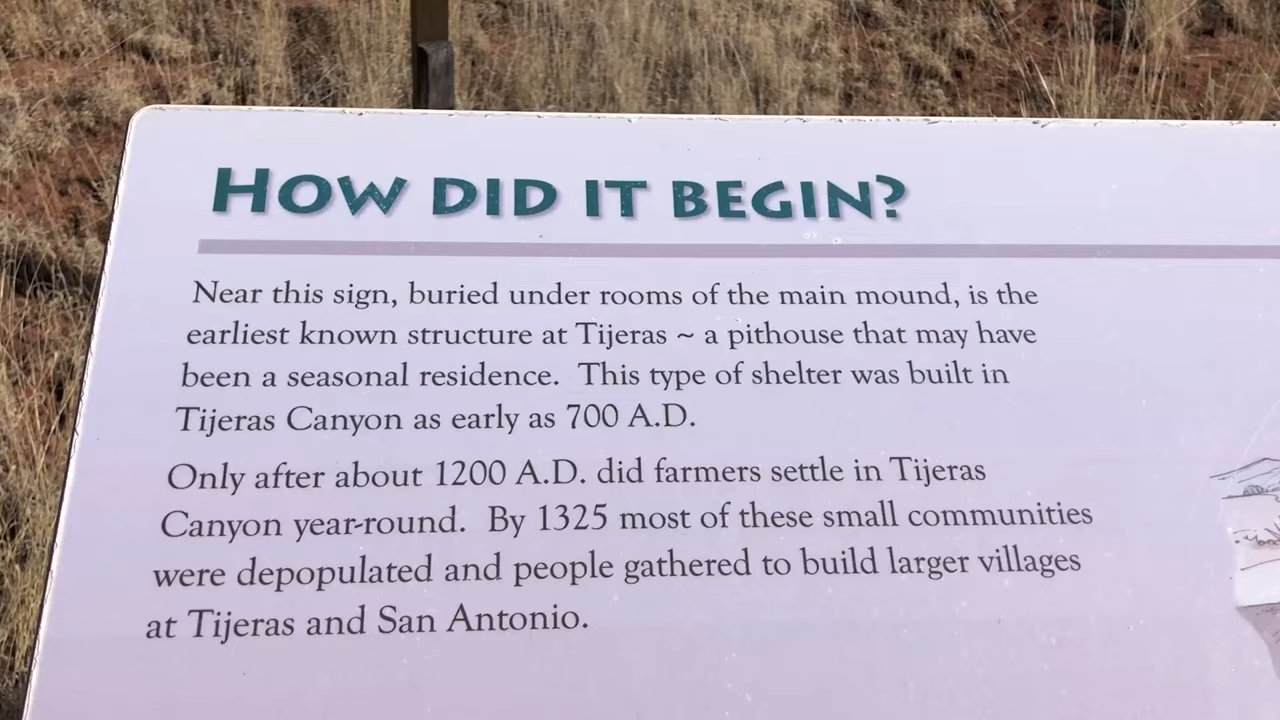 HOW DID IT BEGIN?
Near this sign, buried under rooms of the main mound, is the
earliest known structure at Tijeras ~ a pithouse that may have
been a seasonal residence.  This type of shelter was built in
Tijeras Canyon as early as 700 A.D.
Only after about 1200 A.D. did farmers settle in Tijeras
Canyon year-round.  By 1325 most of these small communities
were depopulated and people gathered to build larger villages
at Tijeras and San Antonio.